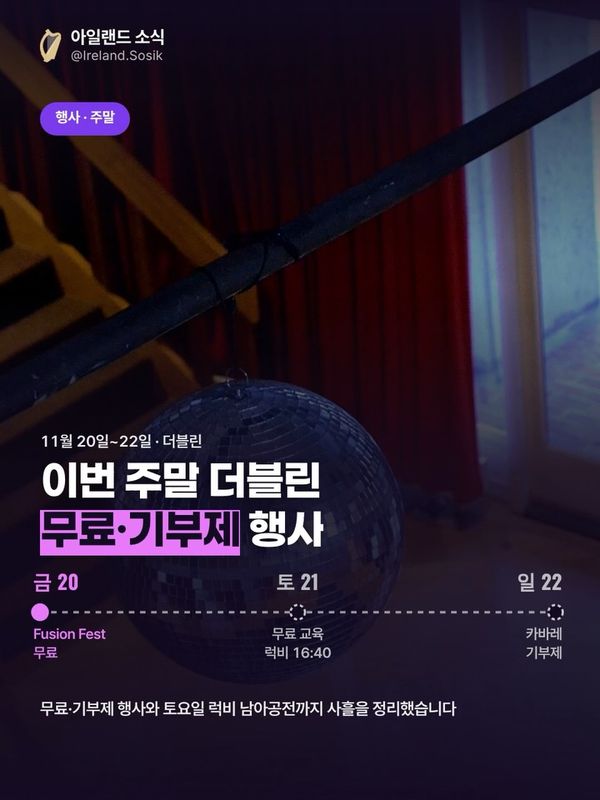 아일랜드 소식
@Ireland.Sosik
행사 · 주말
11월 20일~22일 · 더블린
이번 주말 더블린
무료·기부제 행사
금 20
토 21
일 22
Fusion Fest
무료
무료 교육
럭비 16:40
카바레
기부제
무료·기부제 행사와 토요일 럭비 남아공전까지 사흘을 정리했습니다